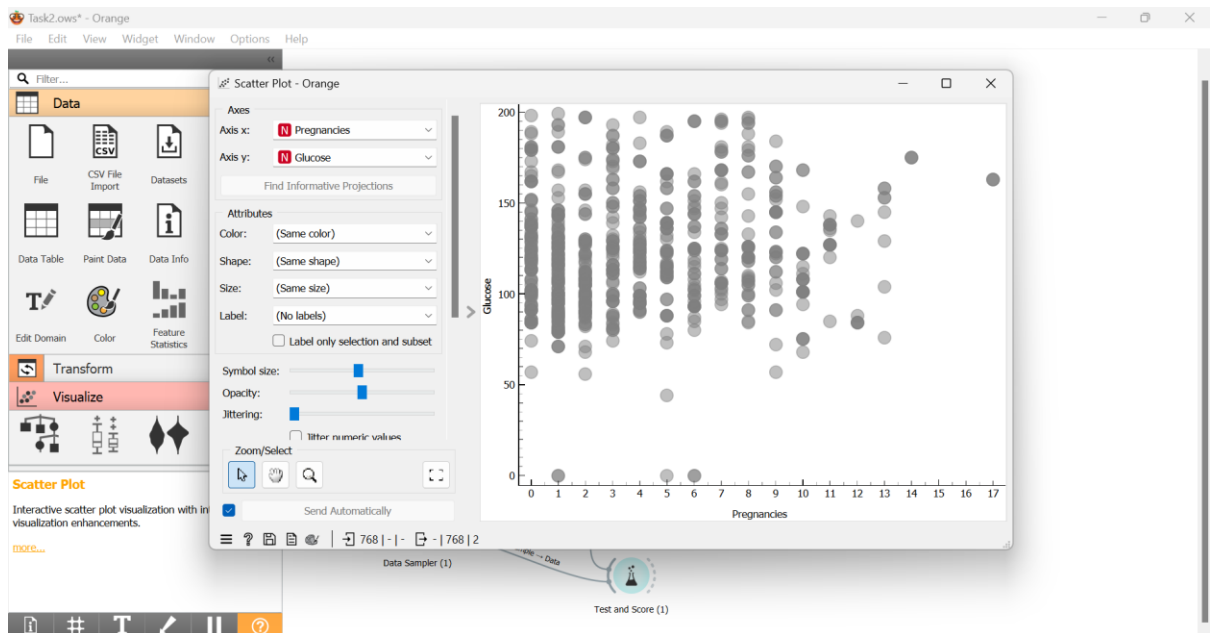 Task2.ows* - Orange
File Edit View Widget Window Options Help
Filter...
Data
File
CSV File Import
Datasets
Data Table
Paint Data
Data Info
Edit Domain
Color
Feature Statistics
Transform
Visualize
Scatter Plot
Interactive scatter plot visualization with in
visualization enhancements.
more...
Scatter Plot - Orange
Axes
Axis x: N Pregnancies
Axis y: N Glucose
Find Informative Projections
Attributes
Color: (Same color)
Shape: (Same shape)
Size: (Same size)
Label: (No labels)
Label only selection and subset
Symbol size:
Opacity:
Jittering:
Jitter numeric values
Zoom/Select
Send Automatically
768 | - | - - | 768 | 2
Glucose
200
150
100
50
0
0 1 2 3 4 5 6 7 8 9 10 11 12 13 14 15 16 17
Pregnancies
Data Sampler (1)
→ Data
Test and Score (1)